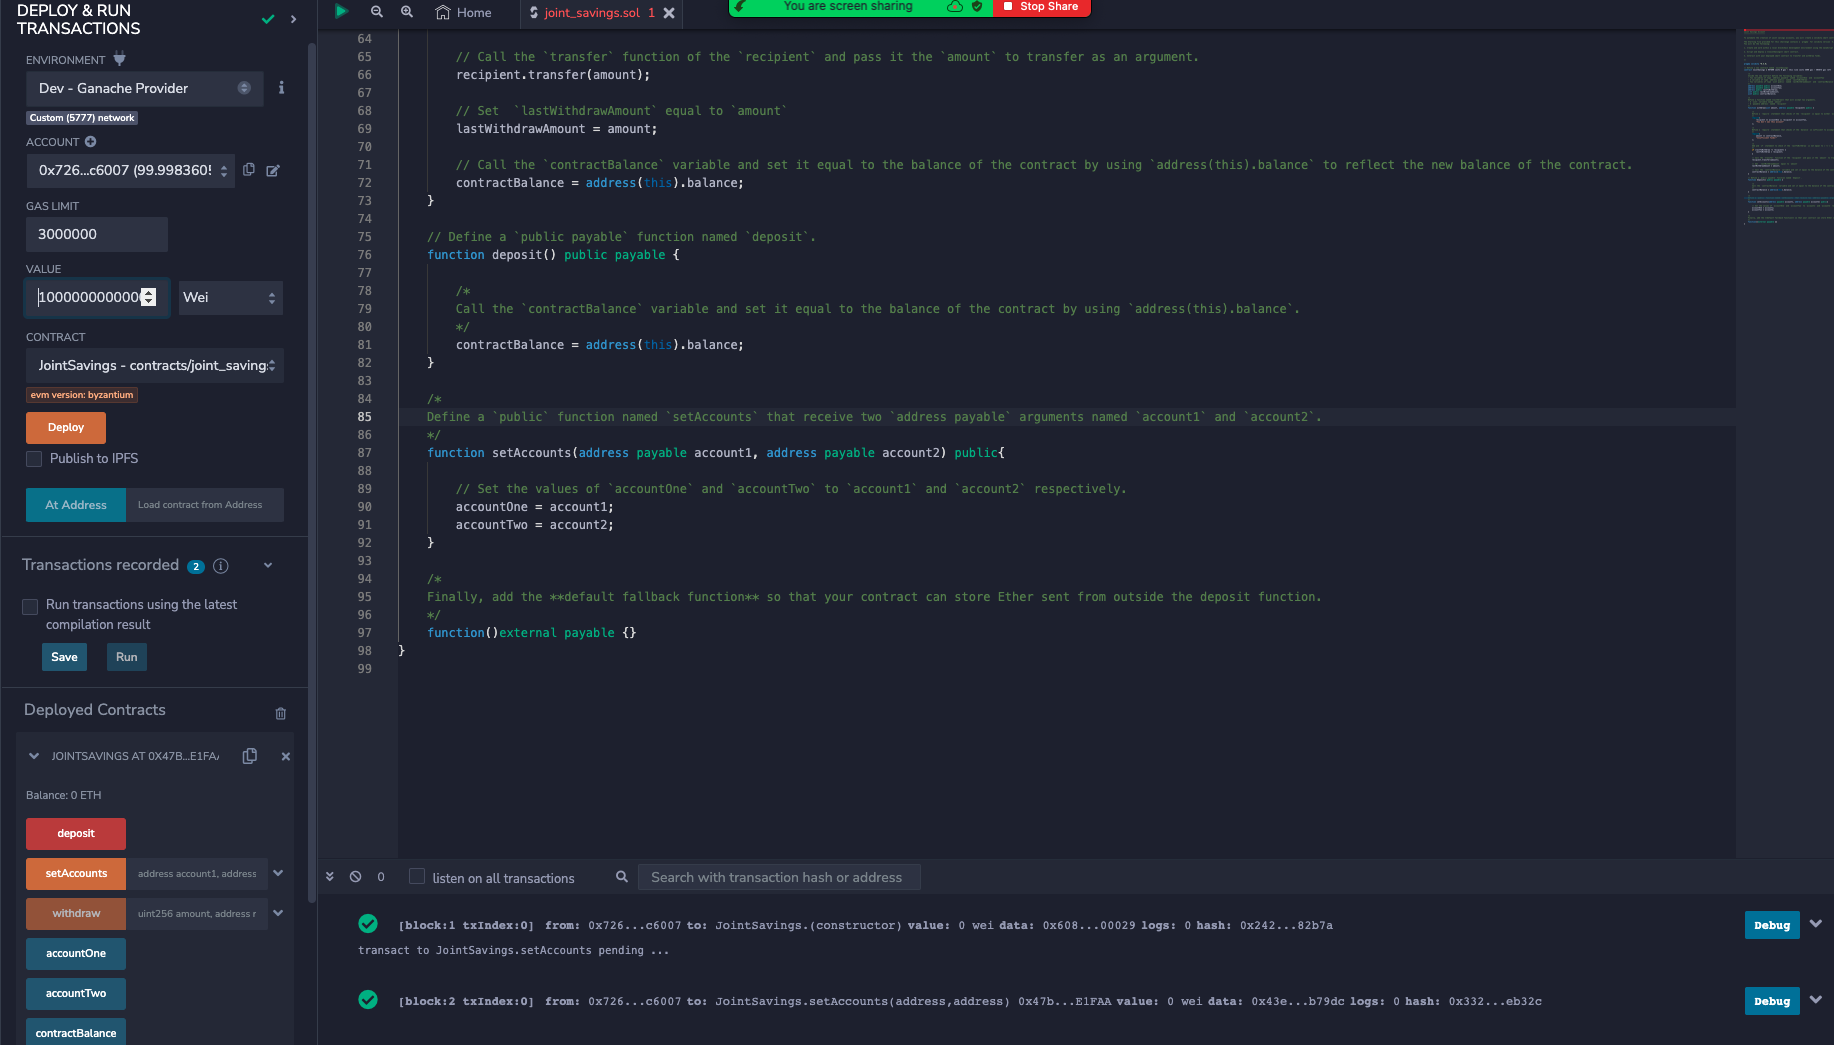 DEPLOY & RUN
TRANSACTIONS
ENVIRONMENT
Dev - Ganache Provider
Custom (5777) network
ACCOUNT
0x726...c6007 (99.9983605
GAS LIMIT
3000000
VALUE
Wei
CONTRACT
JointSavings - contracts/joint_savings
evm version: byzantium
Deploy
Publish to IPFS
At Address
Load contract from Address
Transactions recorded 2
Run transactions using the latest
compilation result
Save
Run
Deployed Contracts
JOINTSAVINGS AT 0X47B...E1FAA
Balance: 0 ETH
deposit
setAccounts address account1, address
withdraw uint256 amount, address r
accountOne
accountTwo
contractBalance
Home
joint_savings.sol 1
You are screen sharing
Stop Share
64
65 // Call the `transfer` function of the `recipient` and pass it the `amount` to transfer as an argument.
66 recipient.transfer(amount);
67
68 // Set  `lastWithdrawAmount` equal to `amount`
69 lastWithdrawAmount = amount;
70
71 // Call the `contractBalance` variable and set it equal to the balance of the contract by using `address(this).balance` to reflect the new balance of the contract.
72 contractBalance = address(this).balance;
73 }
74
75 // Define a `public payable` function named `deposit`.
76 function deposit() public payable {
77
78 /*
79 Call the `contractBalance` variable and set it equal to the balance of the contract by using `address(this).balance`.
80 */
81 contractBalance = address(this).balance;
82 }
83
84 /*
85 Define a `public` function named `setAccounts` that receive two `address payable` arguments named `account1` and `account2`.
86 */
87 function setAccounts(address payable account1, address payable account2) public{
88
89 // Set the values of `accountOne` and `accountTwo` to `account1` and `account2` respectively.
90 accountOne = account1;
91 accountTwo = account2;
92 }
93
94 /*
95 Finally, add the **default fallback function** so that your contract can store Ether sent from outside the deposit function.
96 */
97 function()external payable {}
98 }
99
0 listen on all transactions Search with transaction hash or address
[block:1 txIndex:0] from: 0x726...c6007 to: JointSavings.(constructor) value: 0 wei data: 0x608...00029 logs: 0 hash: 0x242...82b7a
Debug
transact to JointSavings.setAccounts pending ...
[block:2 txIndex:0] from: 0x726...c6007 to: JointSavings.setAccounts(address,address) 0x47b...E1FAA value: 0 wei data: 0x43e...b79dc logs: 0 hash: 0x332...eb32c
Debug